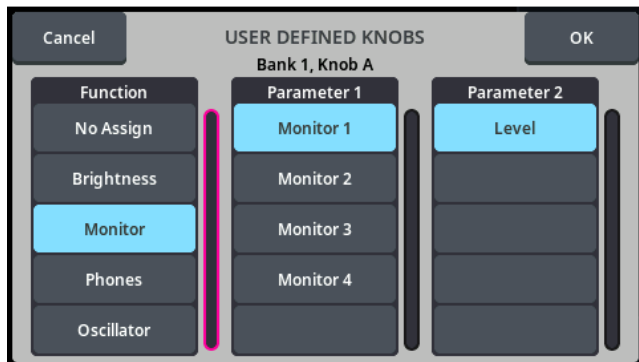 Cancel
USER DEFINED KNOBS
OK
Bank 1, Knob A
Function
Parameter 1
Parameter 2
No Assign
Monitor 1
Level
Brightness
Monitor 2
Monitor
Monitor 3
Phones
Monitor 4
Oscillator